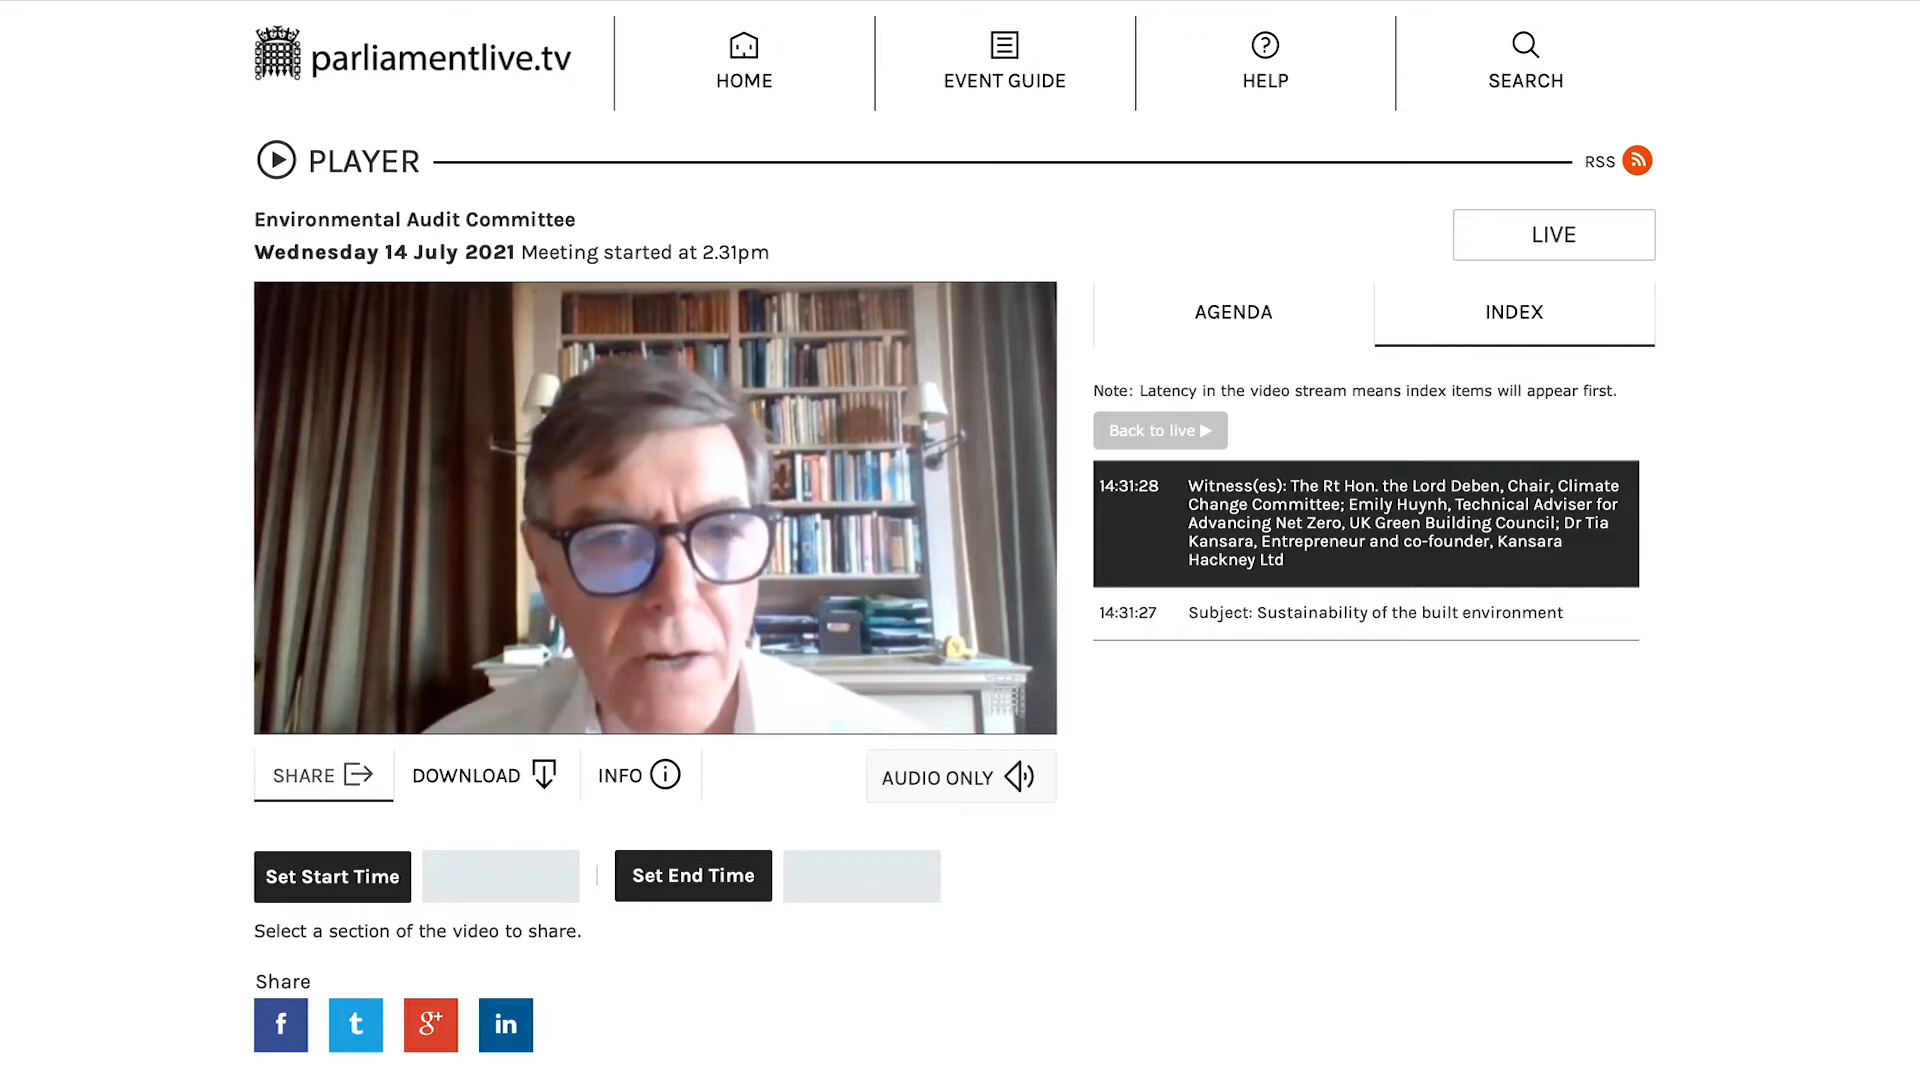 parliamentlive.tv
HOME
EVENT GUIDE
HELP
SEARCH
PLAYER
RSS
Environmental Audit Committee
Wednesday 14 July 2021 Meeting started at 2.31pm
LIVE
AGENDA
INDEX
Note: Latency in the video stream means index items will appear first.
Back to live
14:31:28
Witness(es): The Rt Hon. the Lord Deben, Chair, Climate
Change Committee; Emily Huynh, Technical Adviser for
Advancing Net Zero, UK Green Building Council; Dr Tia
Kansara, Entrepreneur and co-founder, Kansara
Hackney Ltd
14:31:27 Subject: Sustainability of the built environment
SHARE
DOWNLOAD
INFO
AUDIO ONLY
Set Start Time
Set End Time
Select a section of the video to share.
Share
f
t
g+
in